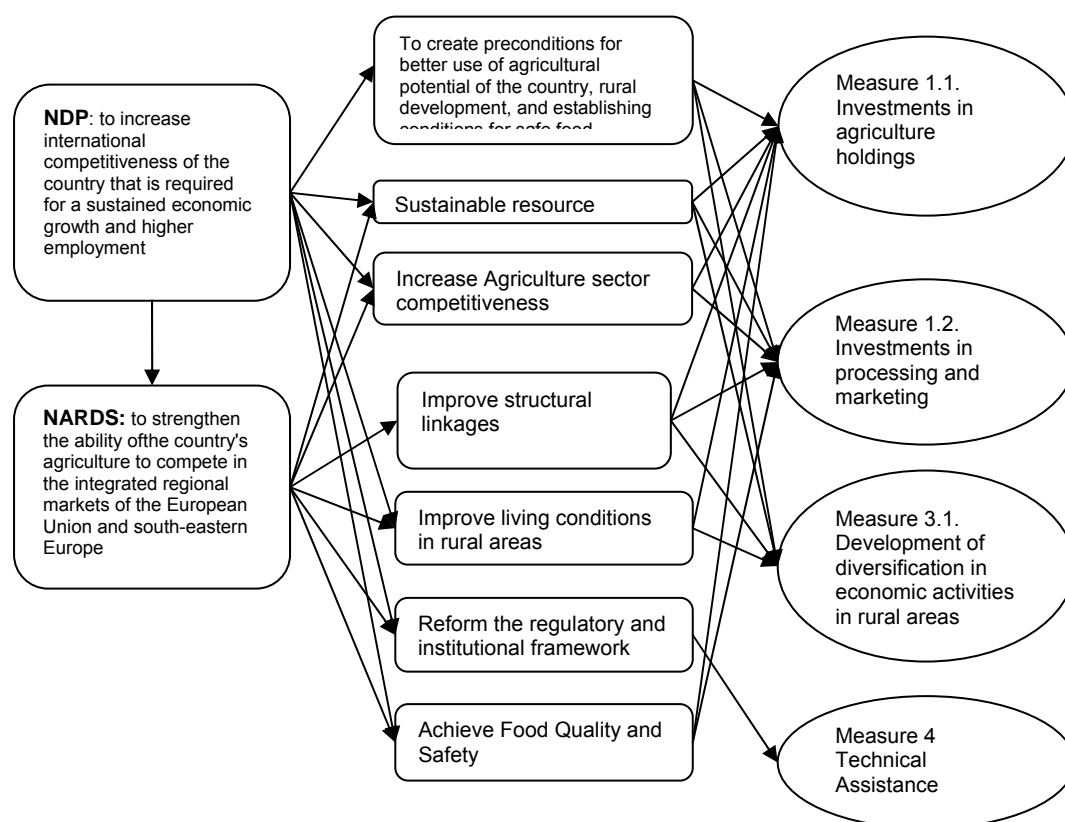 NDP: to increase
international
competitiveness of the
country that is required
for a sustained economic
growth and higher
employment
NARDS: to strengthen
the ability ofthe country's
agriculture to compete in
the integrated regional
markets of the European
Union and south-eastern
Europe
To create preconditions for
better use of agricultural
potential of the country, rural
development, and establishing
conditions for safe food
Sustainable resource
Increase Agriculture sector
competitiveness
Improve structural
linkages
Improve living conditions
in rural areas
Reform the regulatory and
institutional framework
Achieve Food Quality and
Safety
Measure 1.1.
Investments in
agriculture
holdings
Measure 1.2.
Investments in
processing and
marketing
Measure 3.1.
Development of
diversification in
economic activities
in rural areas
Measure 4
Technical
Assistance